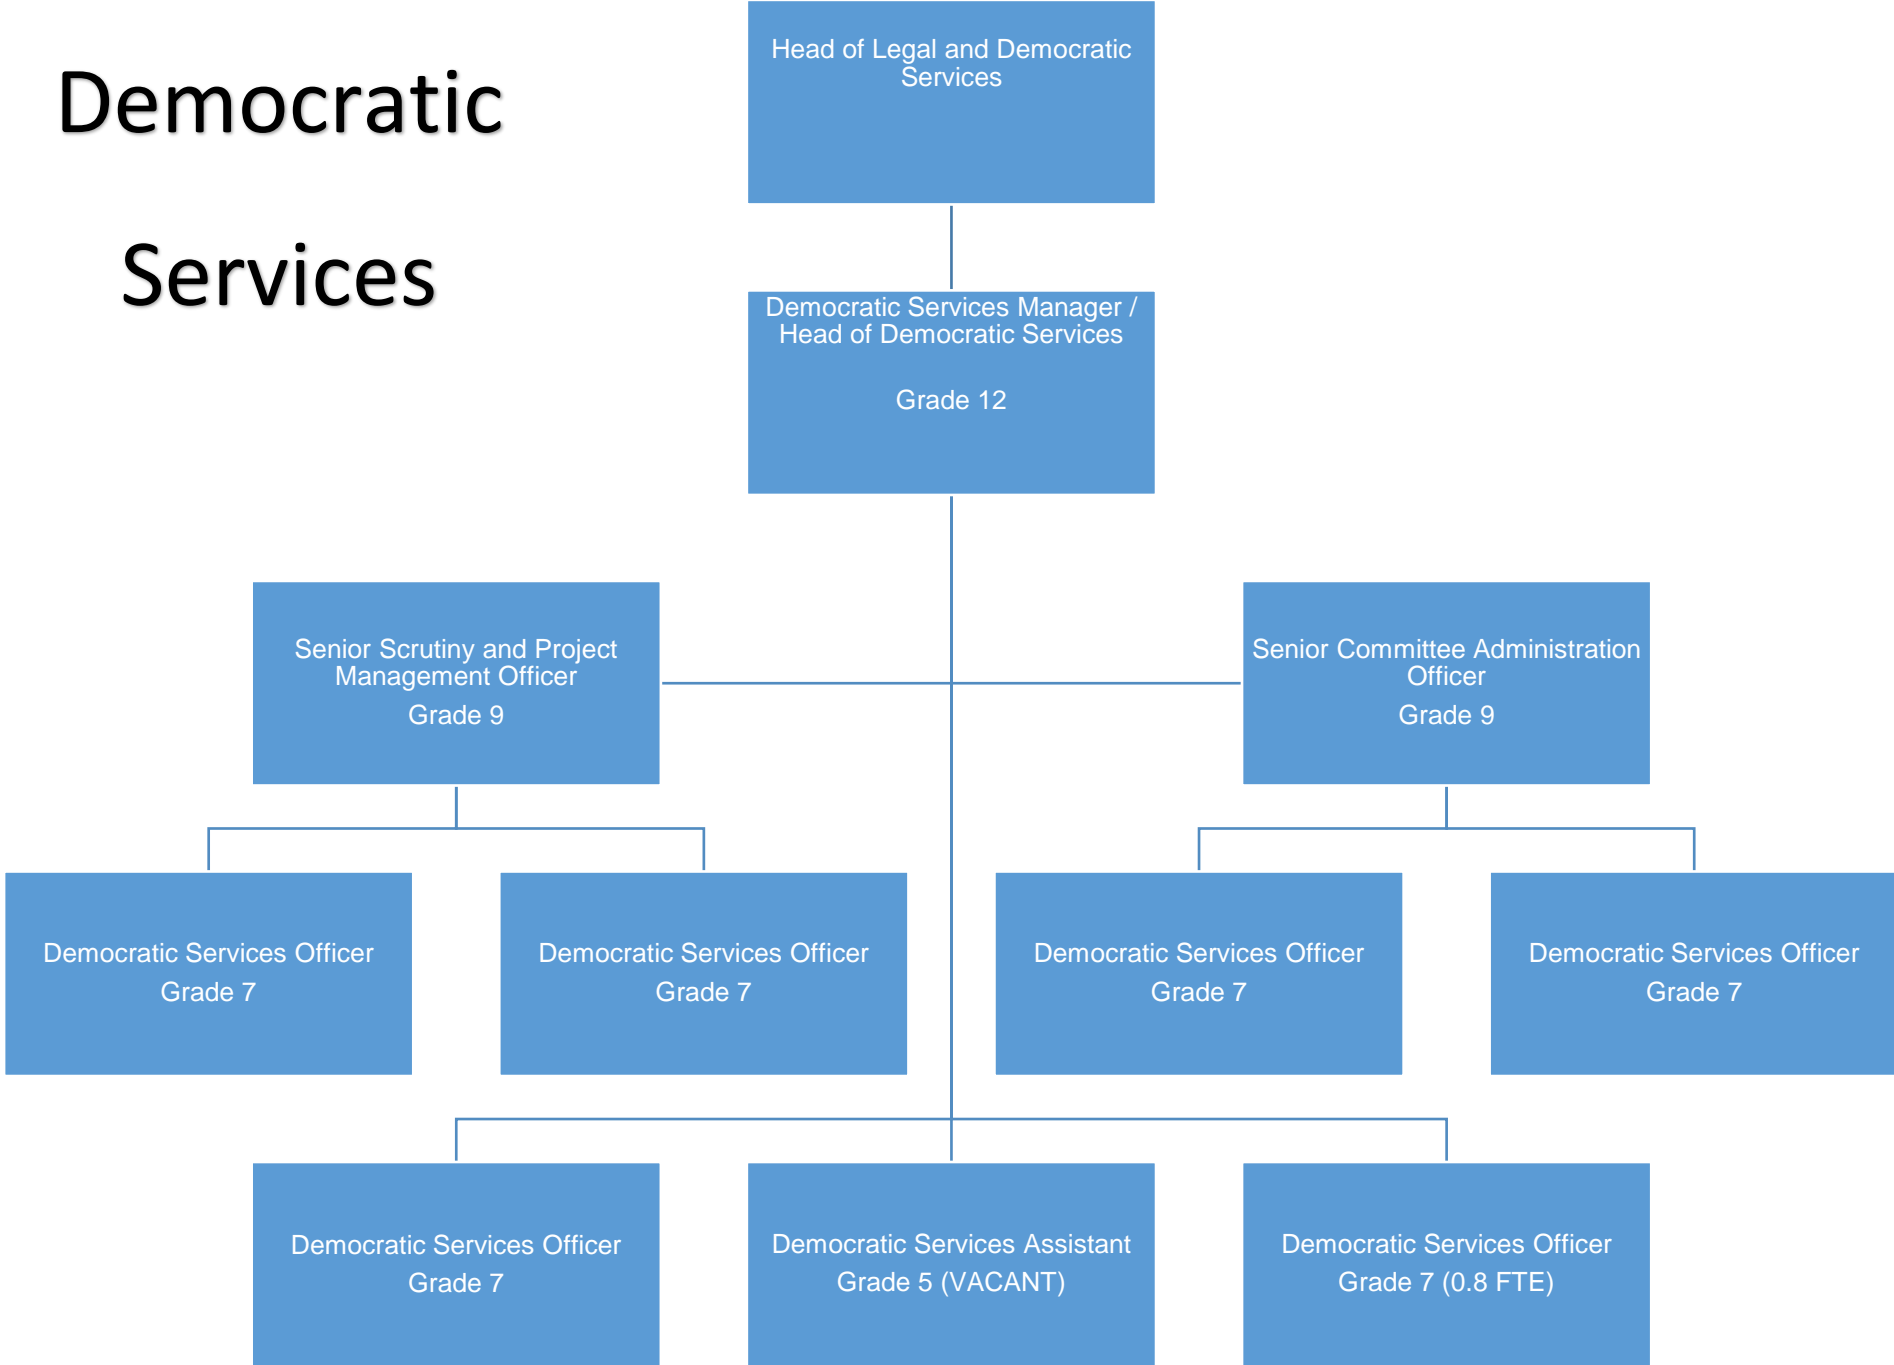 Democratic
Services
Head of Legal and Democratic
Services
Democratic Services Manager /
Head of Democratic Services
Grade 12
Senior Scrutiny and Project
Management Officer
Grade 9
Senior Committee Administration
Officer
Grade 9
Democratic Services Officer
Grade 7
Democratic Services Officer
Grade 7
Democratic Services Officer
Grade 7
Democratic Services Officer
Grade 7
Democratic Services Officer
Grade 7
Democratic Services Assistant
Grade 5 (VACANT)
Democratic Services Officer
Grade 7 (0.8 FTE)